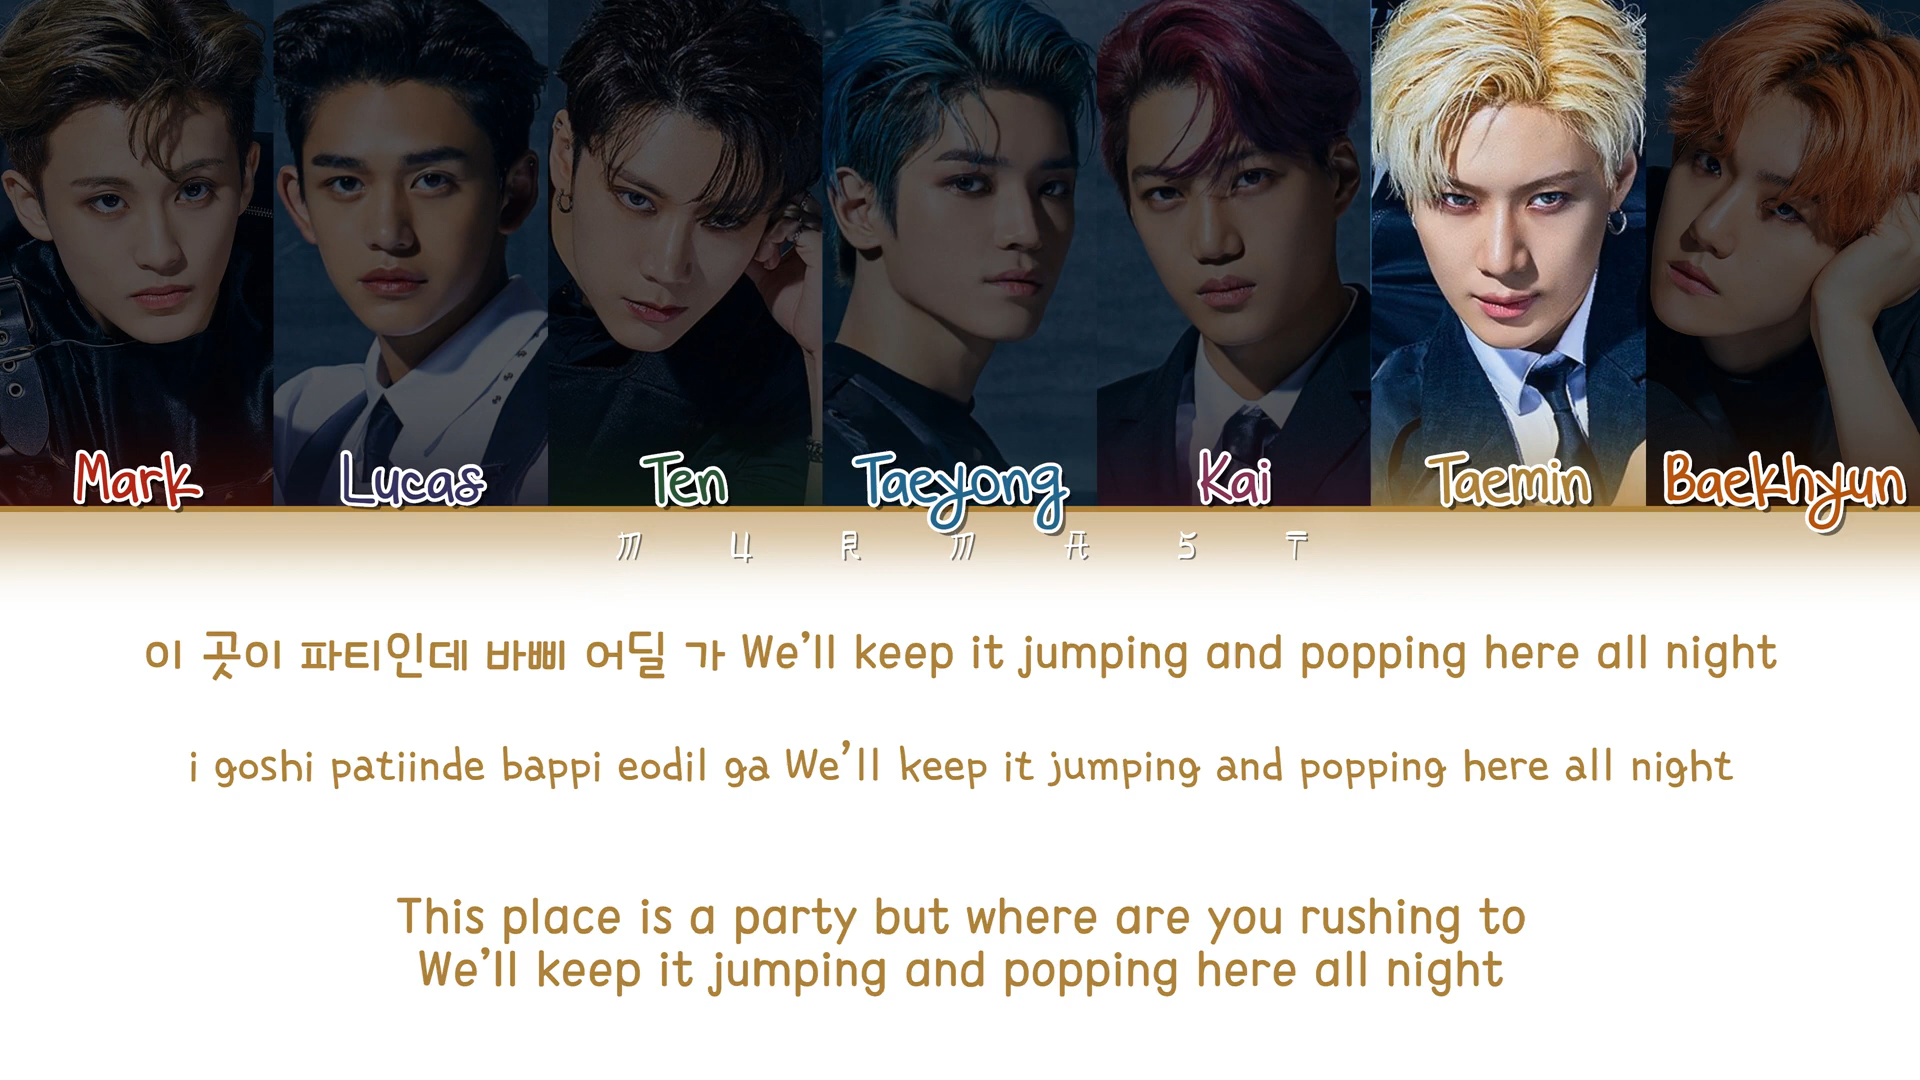 Mark Lucas Ten Taeyong Kai Taemin Baekhyun
M U R M A S T
이 곳이 파티인데 바삐 어딜 가 We'll keep it jumping and popping here all night
i goshi patiinde bappi eodil ga We'll keep it jumping and popping here all night
This place is a party but where are you rushing to
We'll keep it jumping and popping here all night